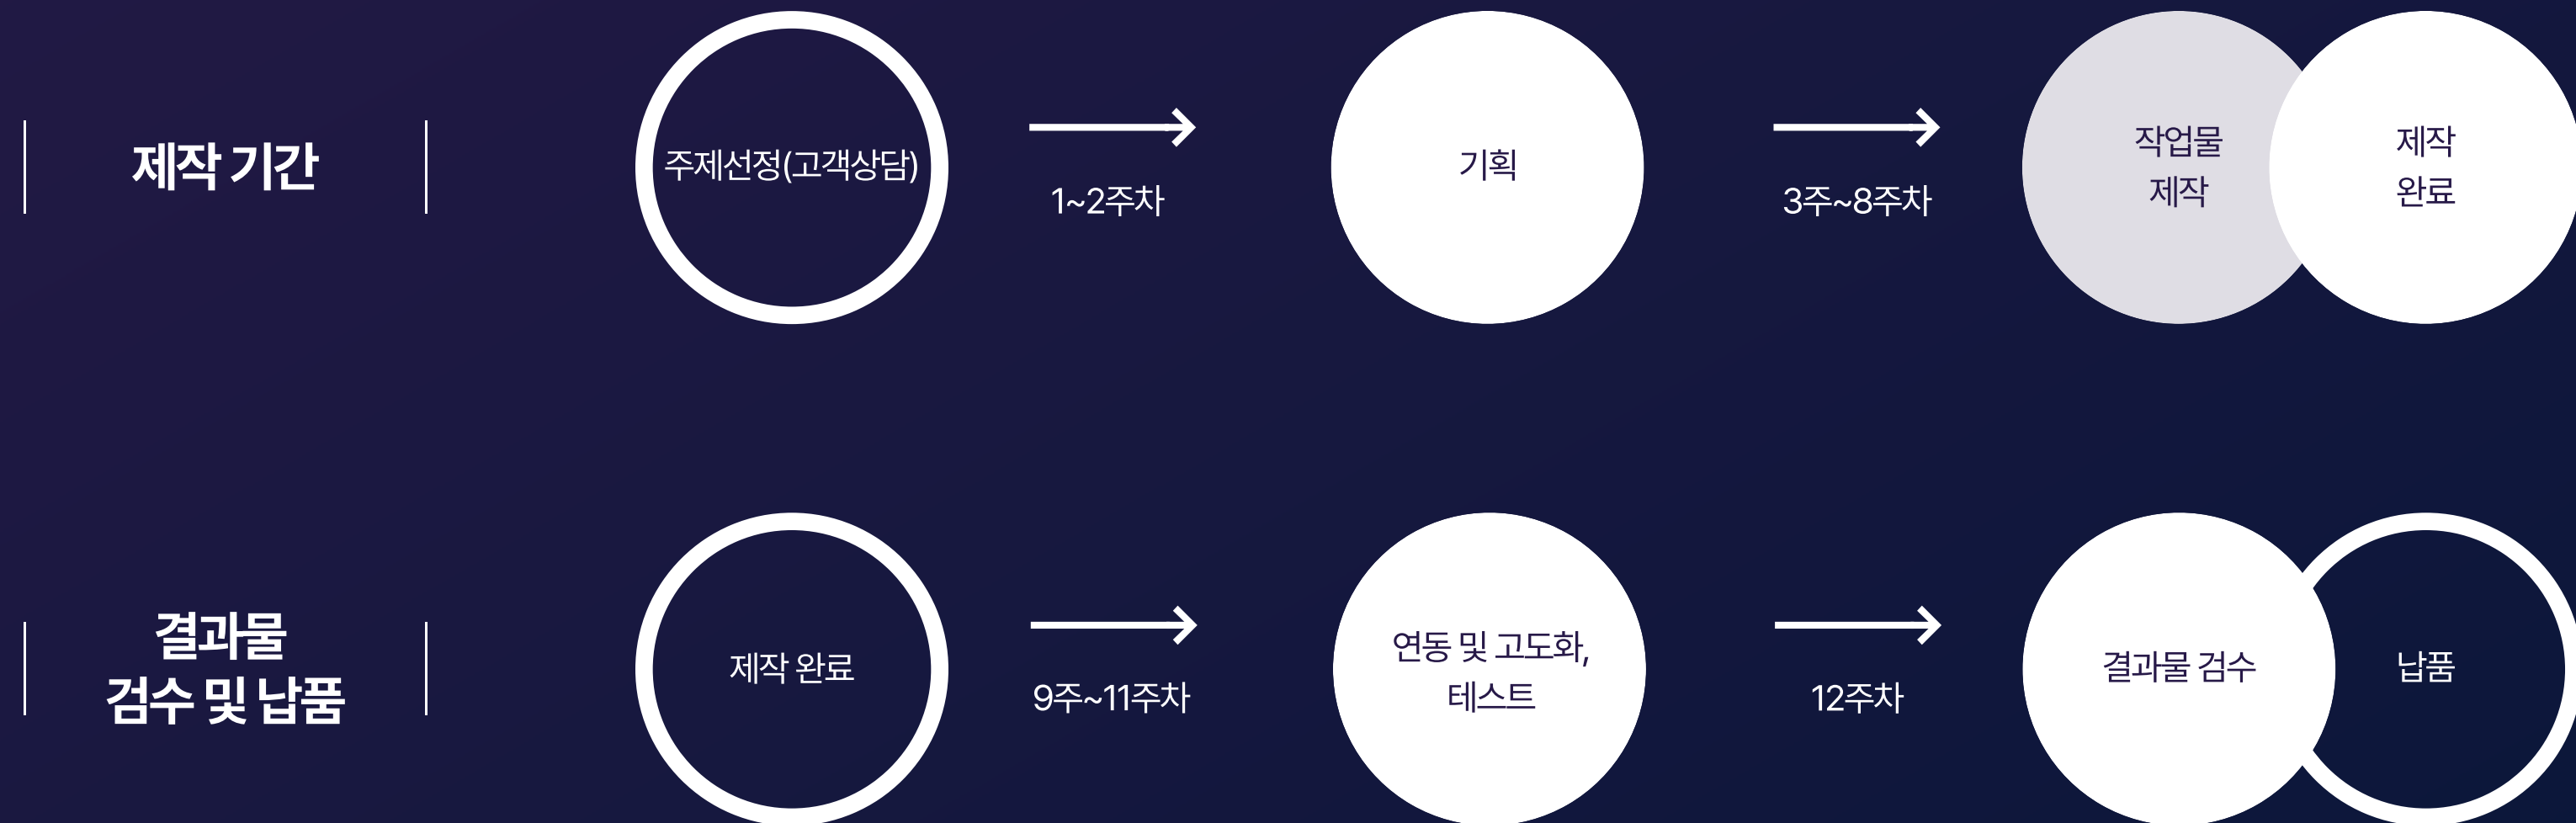 제작 기간
주제선정(고객상담)
1~2주차
기획
3주~8주차
작업물
제작
제작
완료
결과물
검수 및 납품
제작 완료
9주~11주차
연동 및 고도화,
테스트
12주차
결과물 검수
납품